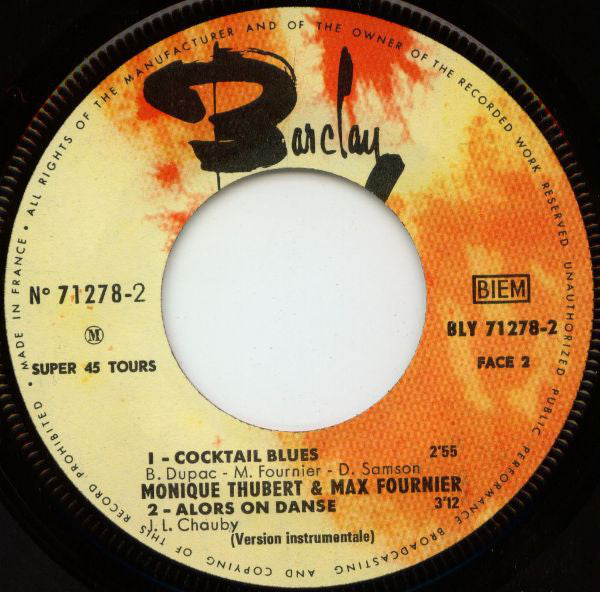 MADE IN FRANCE • ALL RIGHTS OF THE MANUFACTURER AND OF THE OWNER OF THE RECORDED WORK RESERVED UNAUTHORIZED PUBLIC PERFORMANCE BROADCASTING AND COPYING OF THIS RECORD PROHIBITED •
Barclay
Nº 71278-2
M
SUPER 45 TOURS
BIEM
BLY 71278-2
FACE 2
1 - COCKTAIL BLUES 2'55
B. Dupac - M. Fournier - D. Samson
MONIQUE THUBERT & MAX FOURNIER
2 - ALORS ON DANSE 3'12
J. L. Chauby
(Version instrumentale)